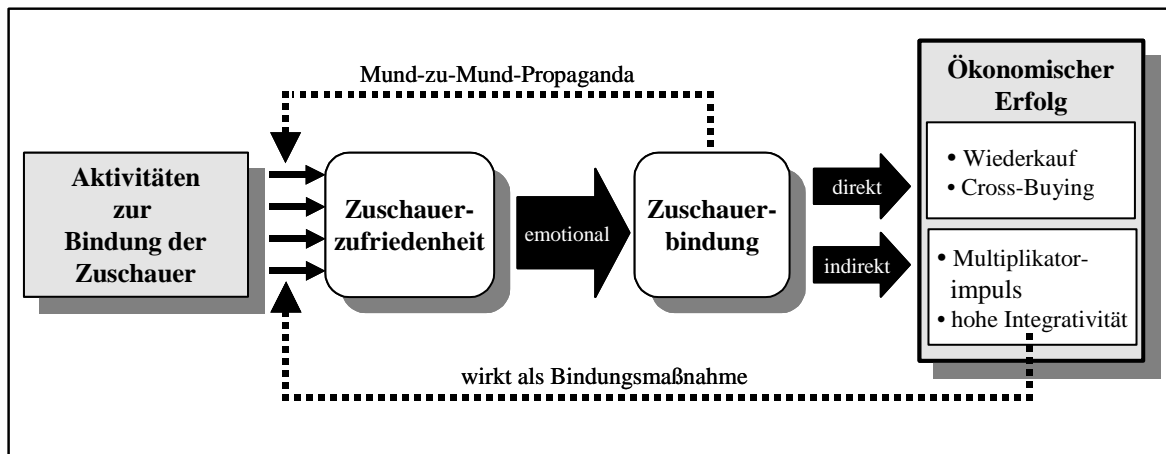 Mund-zu-Mund-Propaganda
Aktivitäten
zur
Bindung der
Zuschauer
Zuschauer-
zufriedenheit
emotional
Zuschauer-
bindung
direkt
indirekt
Ökonomischer
Erfolg
• Wiederkauf
• Cross-Buying
• Multiplikator-
impuls
• hohe Integrativität
wirkt als Bindungsmaßnahme